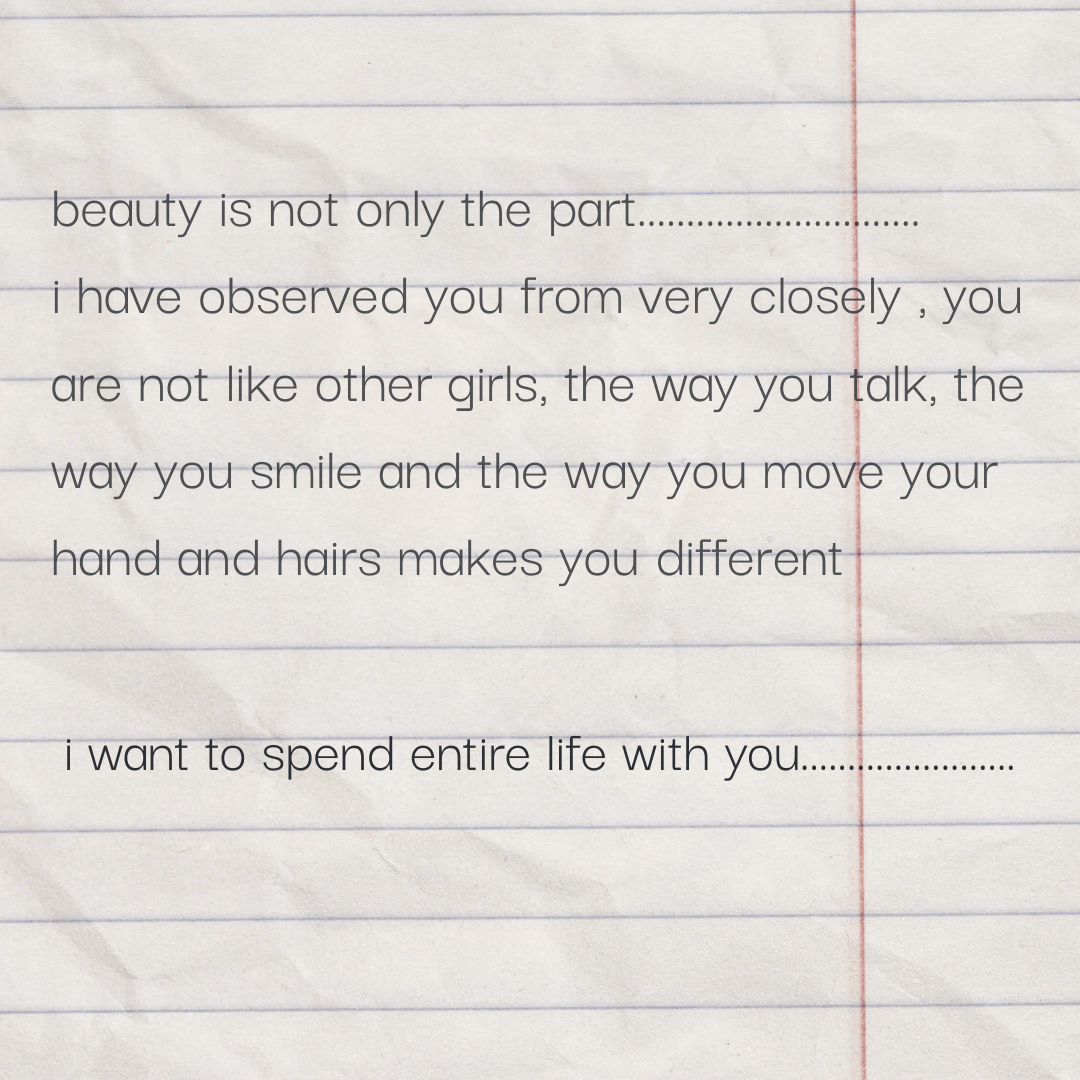 beauty is not only the part.............................
i have observed you from very closely , you
are not like other girls, the way you talk, the
way you smile and the way you move your
hand and hairs makes you different
i want to spend entire life with you.......................